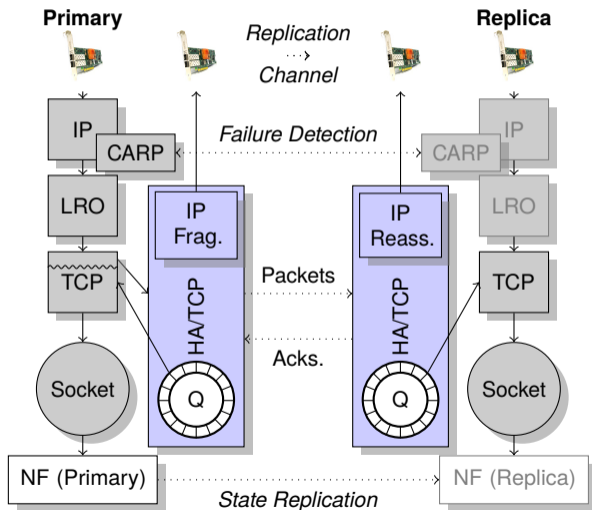 Primary
Replication
Channel
Replica
IP
CARP
Failure Detection
CARP
IP
LRO
IP
Frag.
IP
Reass.
LRO
TCP
HA/TCP
Packets
HA/TCP
TCP
Acks.
Socket
Q
Q
Socket
NF (Primary)
NF (Replica)
State Replication